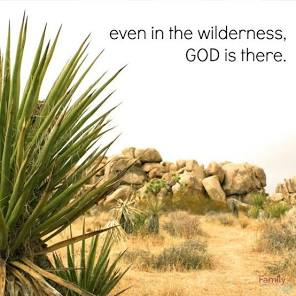 even in the wilderness,
GOD is there.
Family